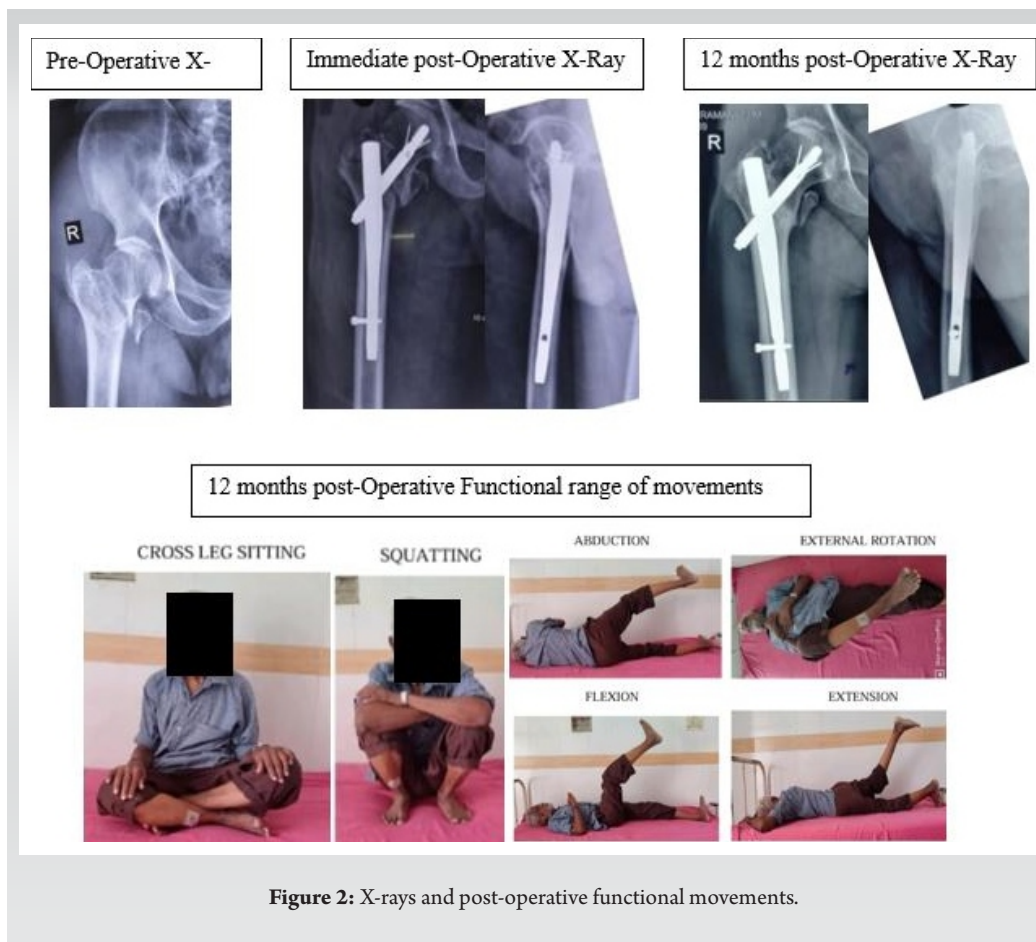 Pre-Operative X-
Immediate post-Operative X-Ray
12 months post-Operative X-Ray
R
RAMAN
R
12 months post-Operative Functional range of movements
CROSS LEG SITTING
SQUATTING
ABDUCTION
EXTERNAL ROTATION
FLEXION
EXTENSION
Figure 2: X-rays and post-operative functional movements.